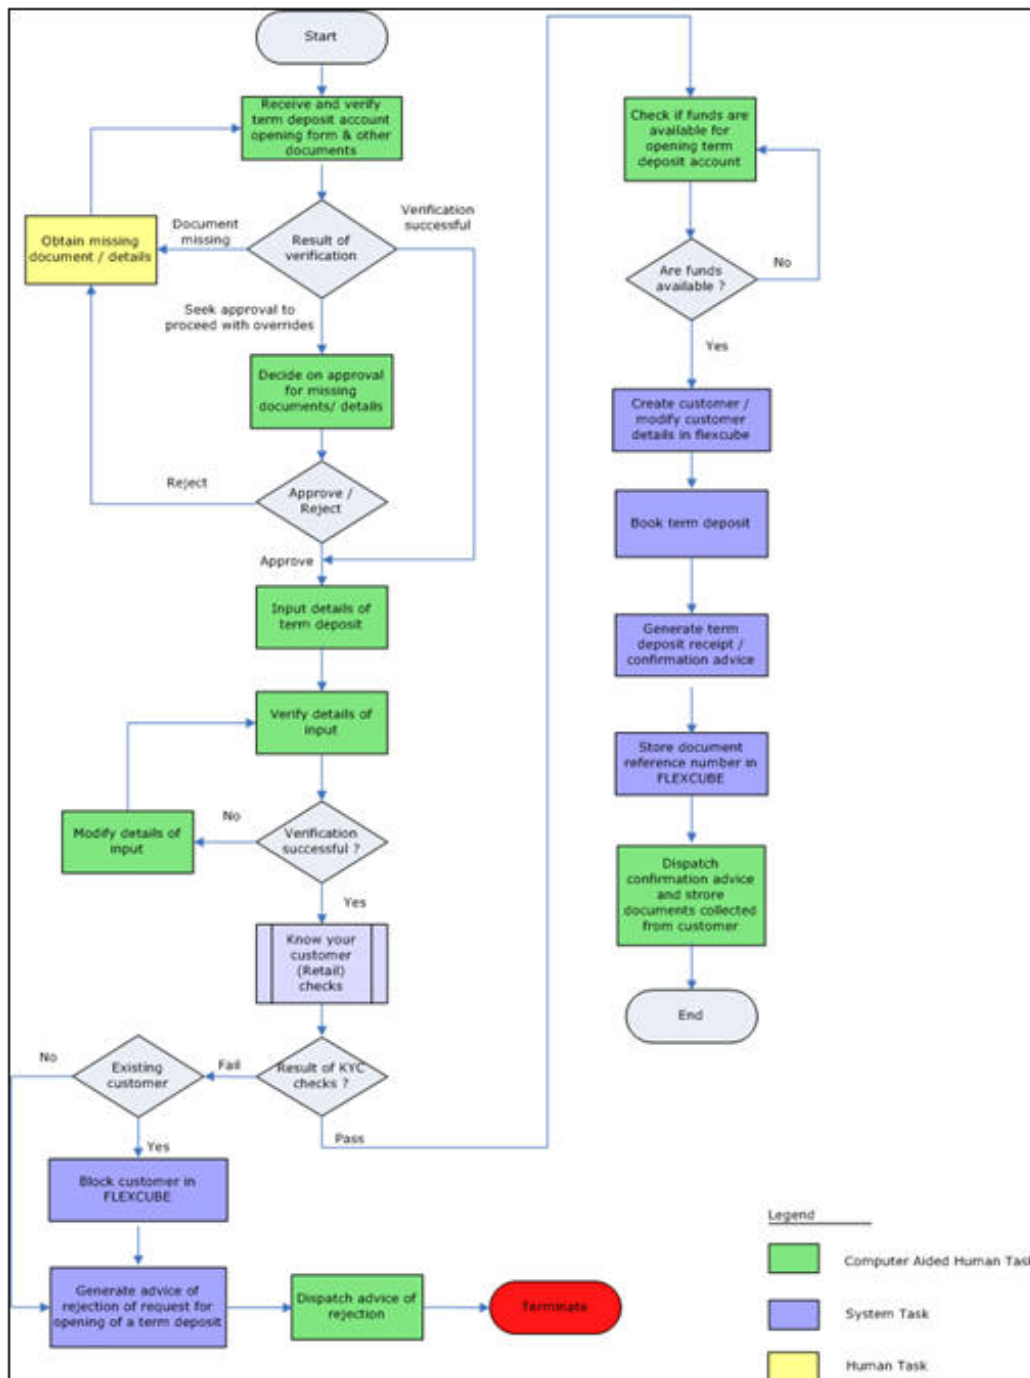 Start
Receive and verify
term deposit account
opening form & other
documents
Document
missing
Verification
successful
Obtain missing
document / details
Result of
verification
Seek approval to
proceed with overrides
Decide on approval
for missing
documents/ details
Reject
Approve /
Reject
Approve
Input details of
term deposit
Verify details of
input
No
Modify details of
input
Verification
successful ?
Yes
Know your
customer
(Retail)
checks
No
Existing
customer
Fail
Result of KYC
checks ?
Yes
Pass
Block customer in
FLEXCUBE
Generate advice of
rejection of request for
opening of a term deposit
Dispatch advice of
rejection
Terminate
Check if funds are
available for
opening term
deposit account
Are funds
available ?
No
Yes
Create customer /
modify customer
details in flexcube
Book term deposit
Generate term
deposit receipt /
confirmation advice
Store document
reference number in
FLEXCUBE
Dispatch
confirmation advice
and strore
documents collected
from customer
End
Legend
Computer Aided Human Task
System Task
Human Task